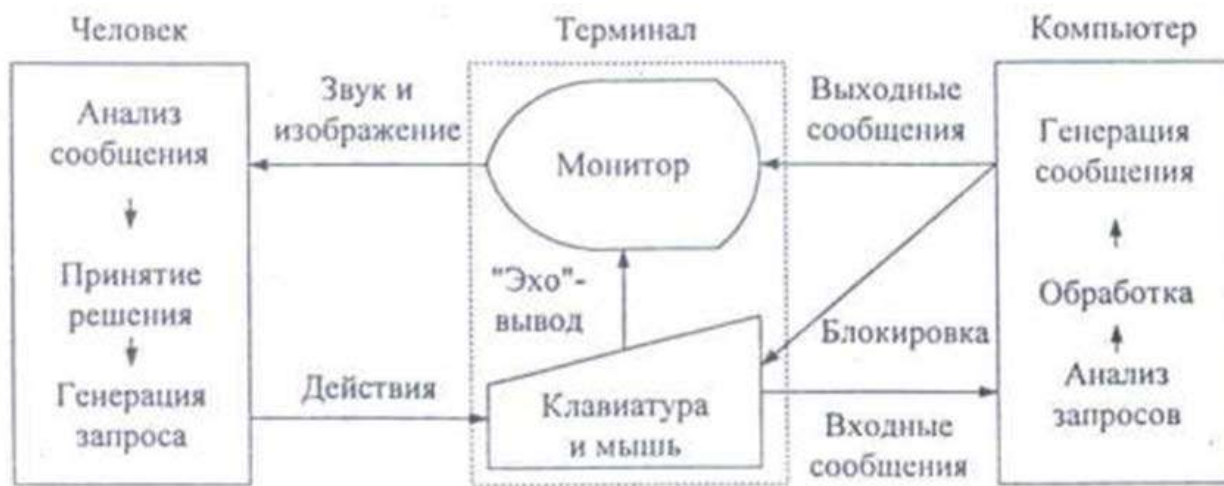 Человек
Терминал
Компьютер
Анализ
сообщения
Принятие
решения
Генерация
запроса
Звук и
изображение
Действия
Монитор
"Эхо"-
вывод
Клавиатура
и мышь
Выходные
сообщения
Блокировка
Входные
сообщения
Генерация
сообщения
Обработка
Анализ
запросов